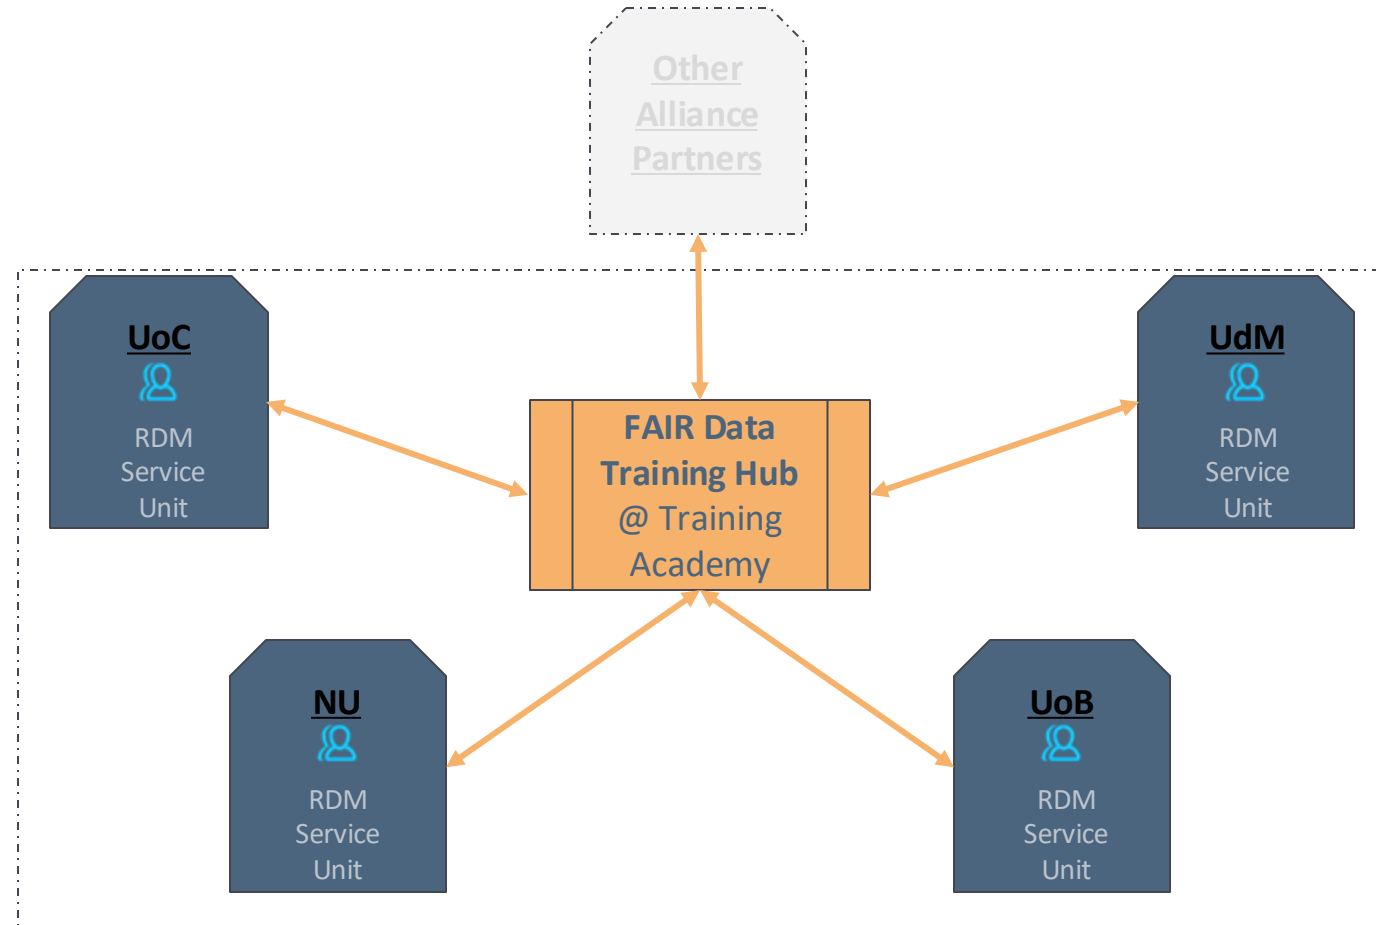 Other
Alliance
Partners
UoC
RDM
Service
Unit
UdM
RDM
Service
Unit
FAIR Data
Training Hub
@ Training
Academy
NU
RDM
Service
Unit
UoB
RDM
Service
Unit